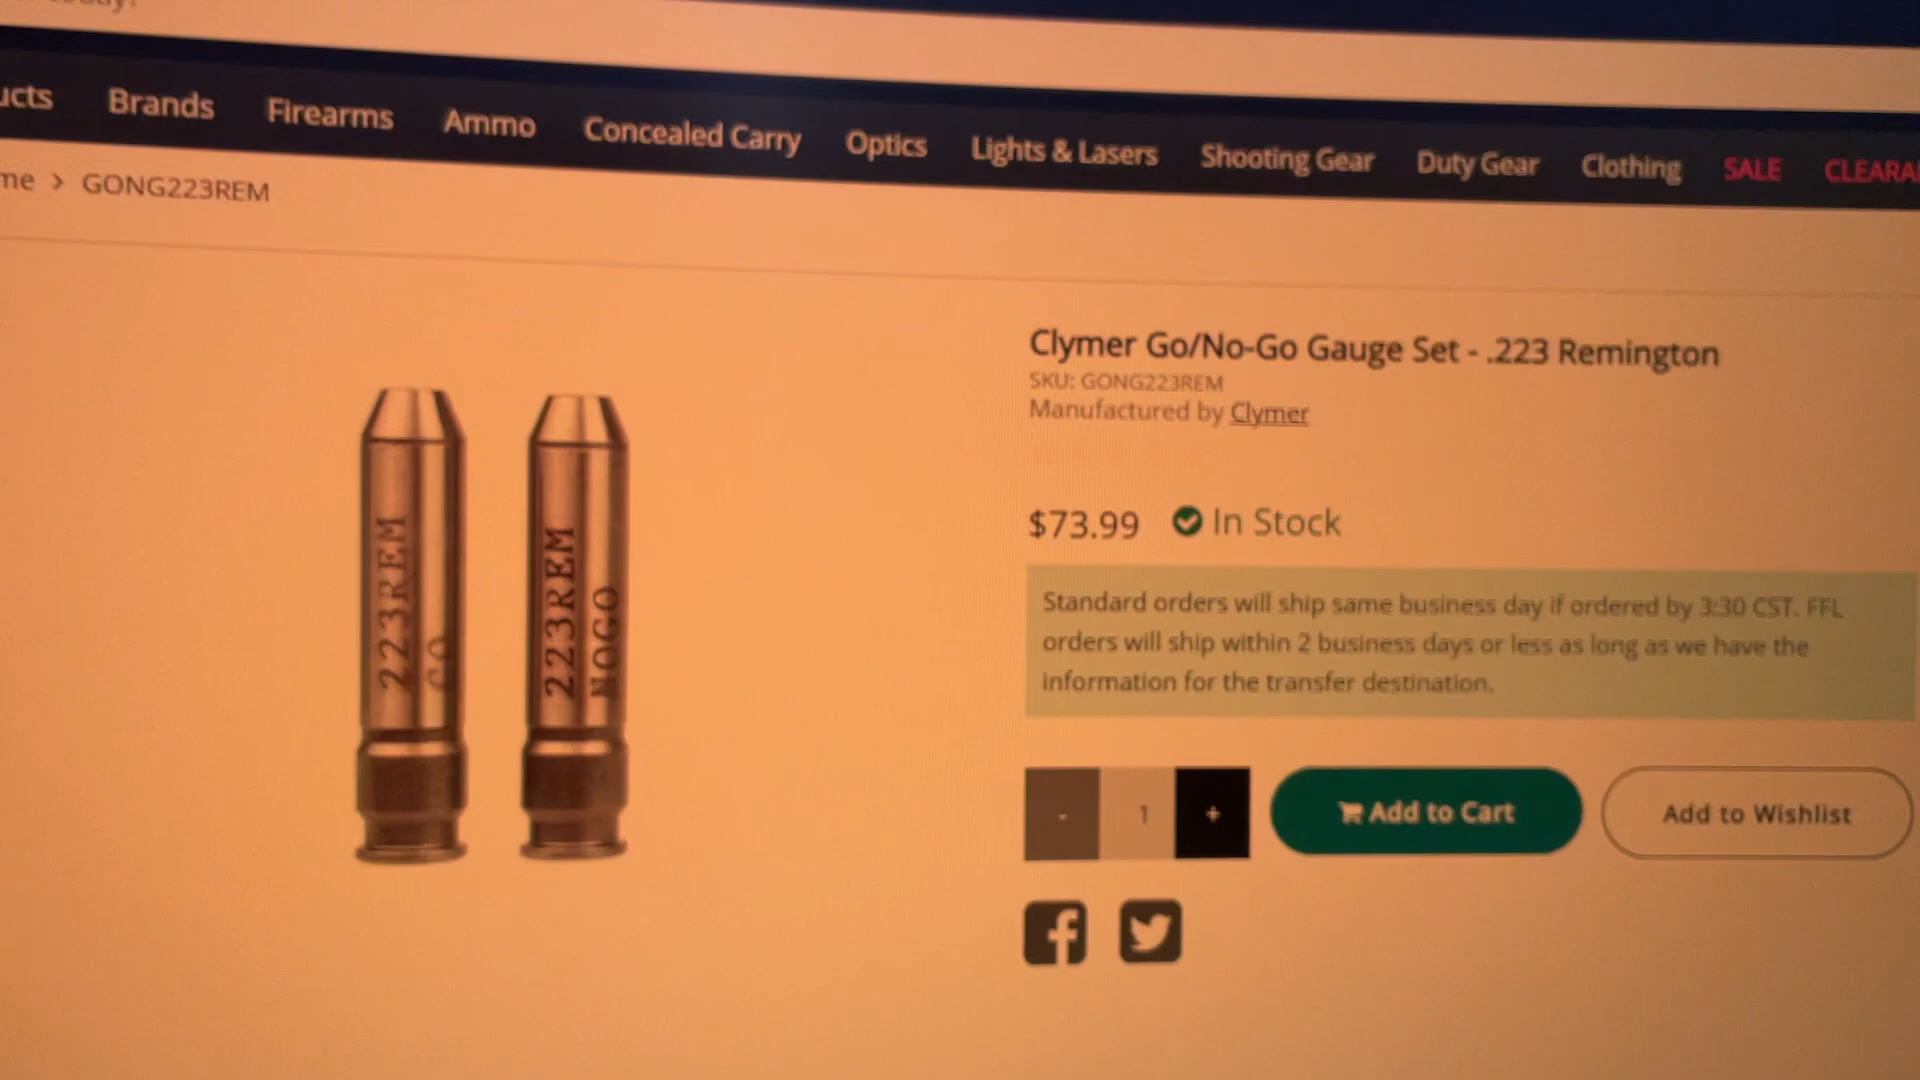 Brands Firearms Ammo Concealed Carry Optics Lights & Lasers Shooting Gear Duty Gear Clothing SALE
> GONG223REM
Clymer Go/No-Go Gauge Set - .223 Remington
SKU: GONG223REM
Manufactured by Clymer
$73.99 In Stock
Standard orders will ship same business day if ordered by 3:30 CST. FFL
orders will ship within 2 business days or less as long as we have the
information for the transfer destination.
- 1 + Add to Cart Add to Wishlist
223REM
GO
223REM
NOGO